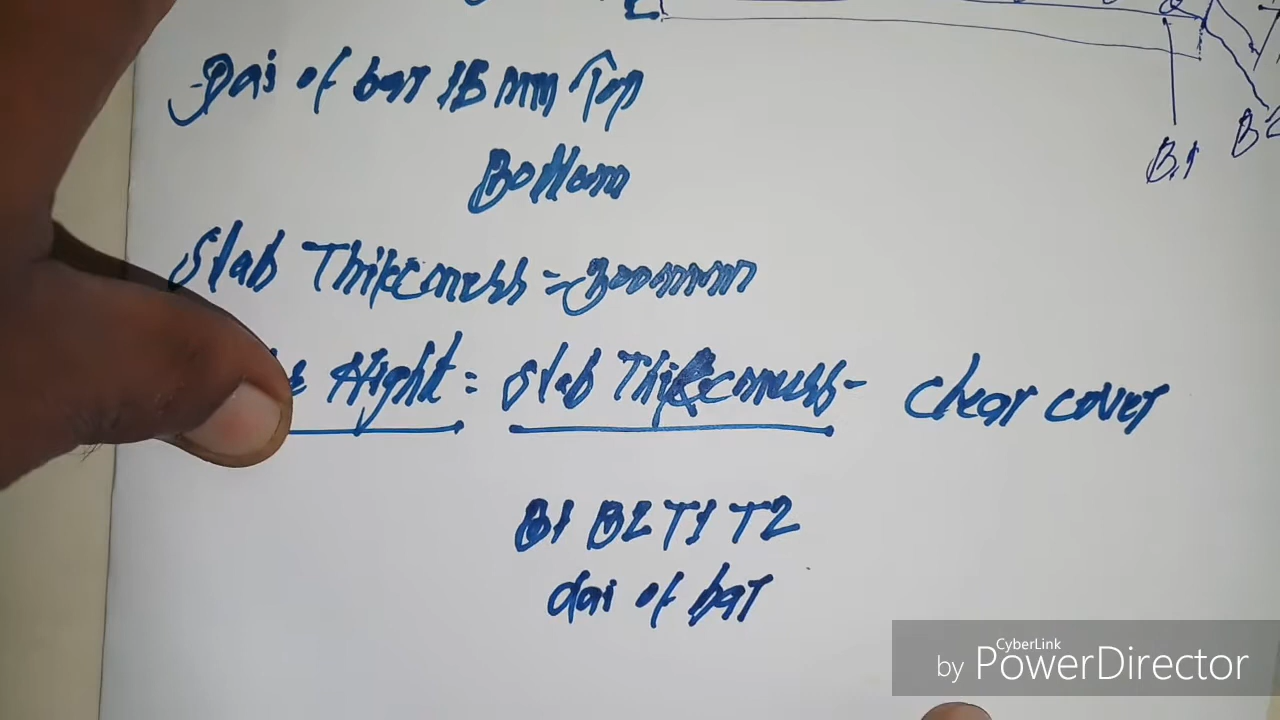 B1 B2
Dai of bar 16 mm Top
Bottom
Slab Thikcness = 300mm
Hight = Slab Thikcness - Clear cover
B1 B2 T1 T2
dai of bar
CyberLink
by PowerDirector